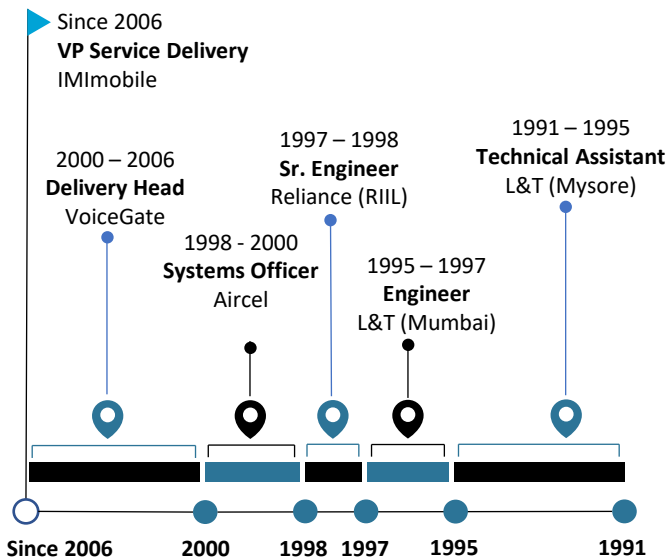 Since 2006
VP Service Delivery
IMImobile
2000 – 2006
Delivery Head
VoiceGate
1998 - 2000
Systems Officer
Aircel
1997 – 1998
Sr. Engineer
Reliance (RIIL)
1995 – 1997
Engineer
L&T (Mumbai)
1991 – 1995
Technical Assistant
L&T (Mysore)
Since 2006 2000 1998 1997 1995 1991